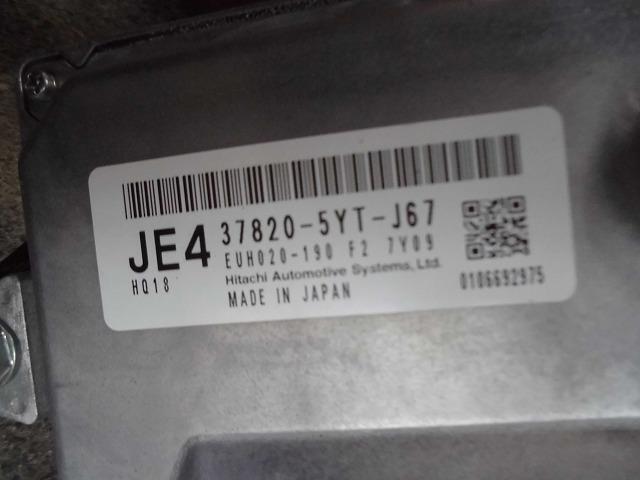 JE4 37820-5YT-J67
EUH020-190 F2 7Y09
HQ18 Hitachi Automotive Systems, Ltd.
MADE IN JAPAN
0106692975